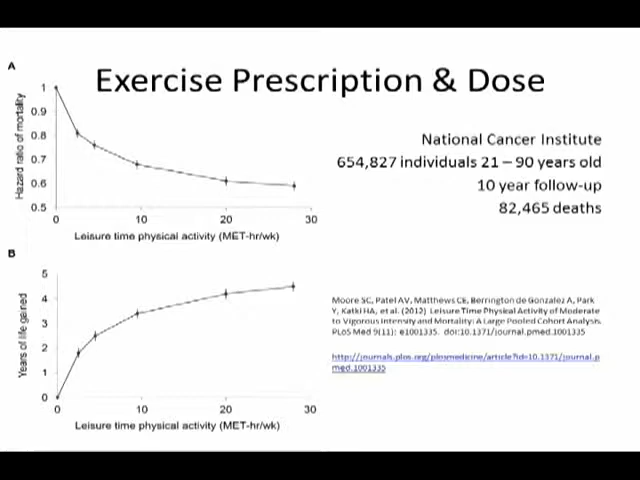 Exercise Prescription & Dose
A
Hazard ratio of mortality
1
0.9
0.8
0.7
0.6
0.5
0
10
20
30
Leisure time physical activity (MET-hr/wk)
National Cancer Institute
654,827 individuals 21 – 90 years old
10 year follow-up
82,465 deaths
B
Years of life gained
5
4
3
2
1
0
0
10
20
30
Leisure time physical activity (MET-hr/wk)
Moore SC, Patel AV, Matthews CE, Berrington de Gonzalez A, Park
Y, Katki HA, et al. (2012) Leisure Time Physical Activity of Moderate
to Vigorous Intensity and Mortality: A Large Pooled Cohort Analysis.
PLoS Med 9(11): e1001335. doi:10.1371/journal.pmed.1001335
http://journals.plos.org/plosmedicine/article?id=10.1371/journal.p
med.1001335